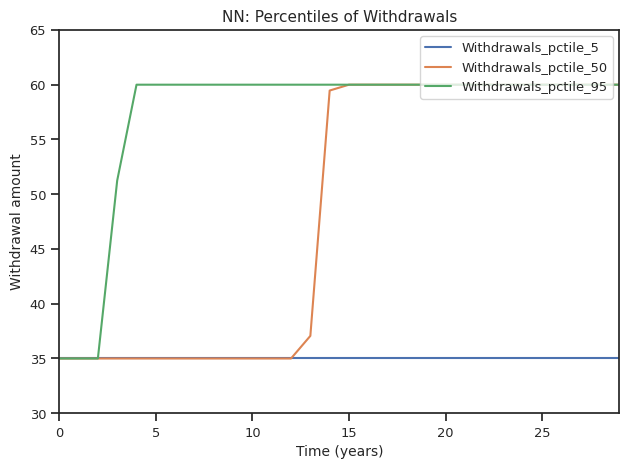 NN: Percentiles of Withdrawals
Withdrawals_pctile_5
Withdrawals_pctile_50
Withdrawals_pctile_95
Withdrawal amount
65
60
55
50
45
40
35
30
0 5 10 15 20 25
Time (years)